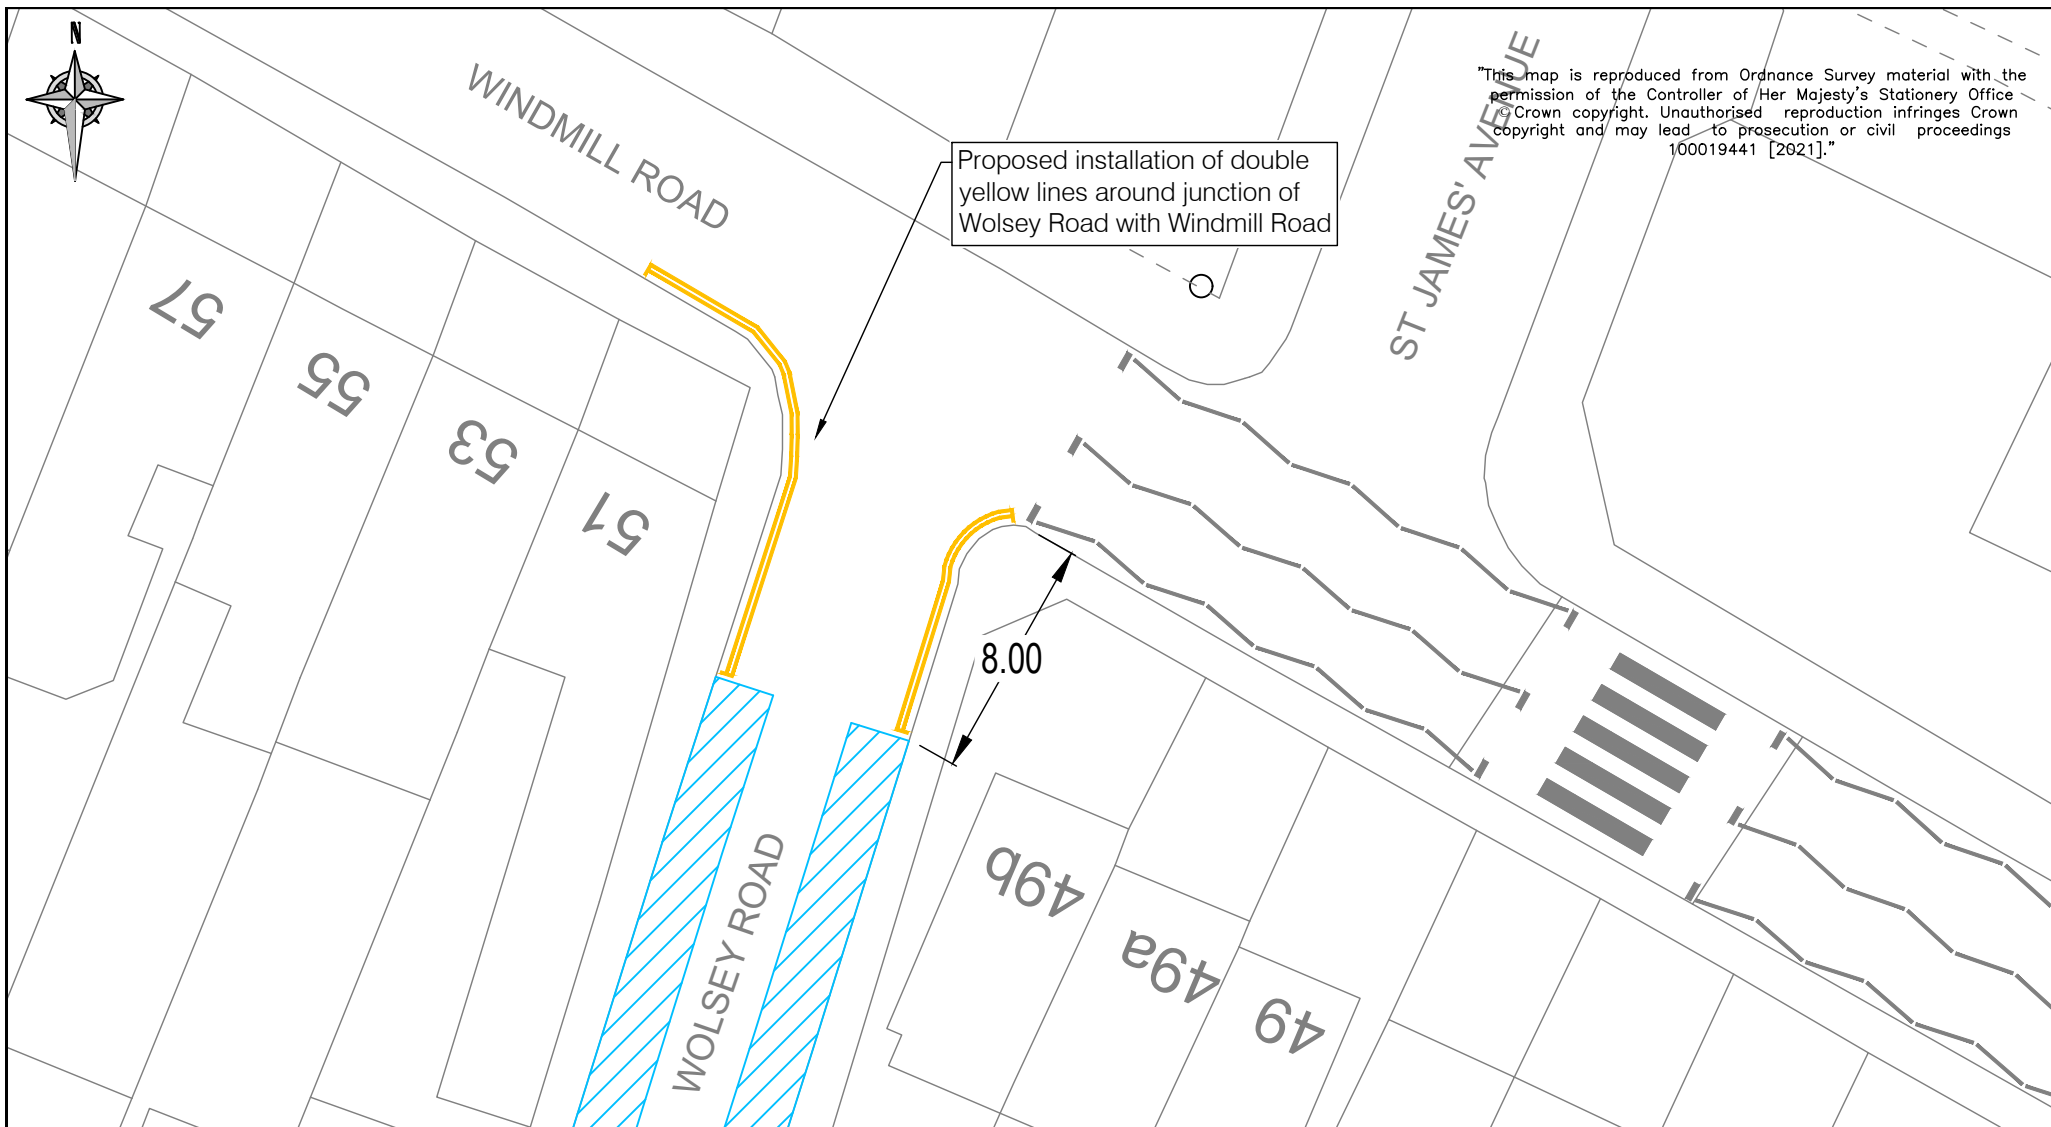 N
WINDMILL ROAD
ST JAMES' AVENUE
"This map is reproduced from Ordnance Survey material with the
permission of the Controller of Her Majesty's Stationery Office
© Crown copyright. Unauthorised reproduction infringes Crown
copyright and may lead to prosecution or civil proceedings
100019441 [2021]."
Proposed installation of double
yellow lines around junction of
Wolsey Road with Windmill Road
57
55
53
51
8.00
49b
49a
49
WOLSEY ROAD